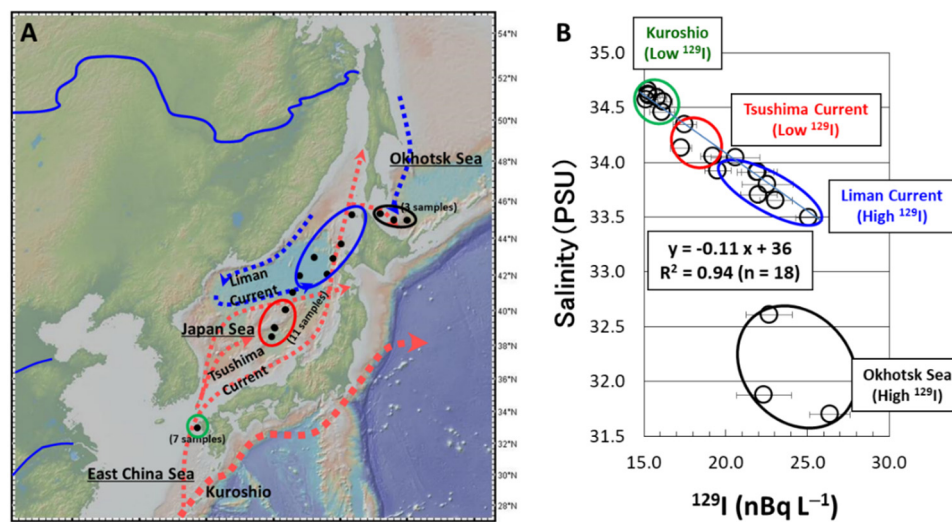 A
54°N
52°N
50°N
48°N
46°N
44°N
42°N
40°N
38°N
36°N
34°N
32°N
30°N
28°N
Okhotsk Sea
(3 samples)
Liman
Current
Japan Sea
(11 samples)
Tsushima
Current
(7 samples)
East China Sea
Kuroshio
B
Kuroshio
(Low ¹²⁹I)
Tsushima Current
(Low ¹²⁹I)
Liman Current
(High ¹²⁹I)
y = -0.11 x + 36
R² = 0.94 (n = 18)
Okhotsk Sea
(High ¹²⁹I)
Salinity (PSU)
35.0
34.5
34.0
33.5
33.0
32.5
32.0
31.5
15.0 20.0 25.0 30.0
¹²⁹I (nBq L⁻¹)